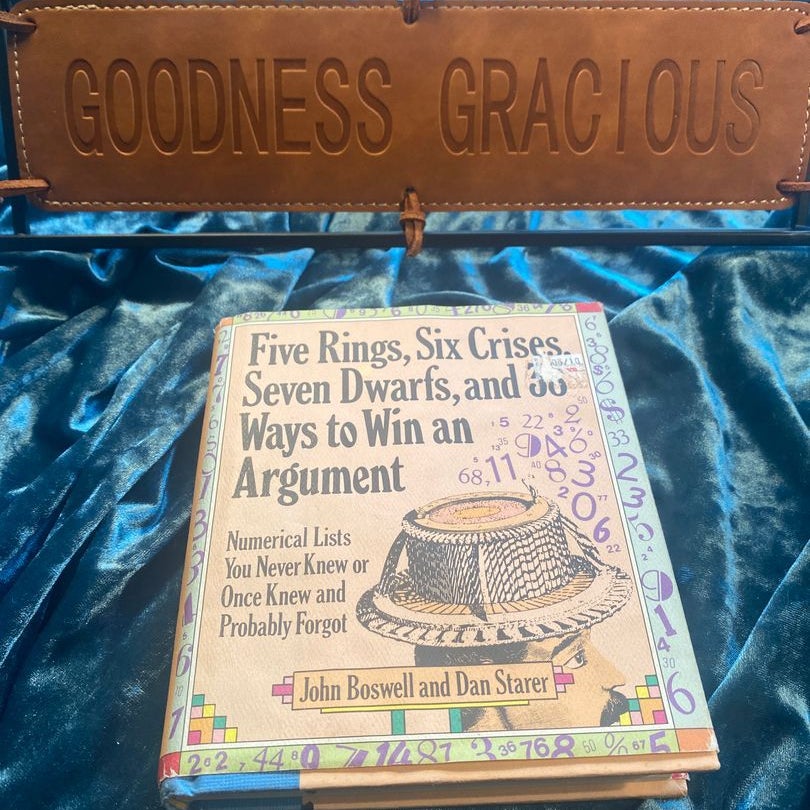 GOODNESS GRACIOUS
Five Rings, Six Crises,
Seven Dwarfs, and 38
Ways to Win an
Argument
Numerical Lists
You Never Knew or
Once Knew and
Probably Forgot
John Boswell and Dan Starer